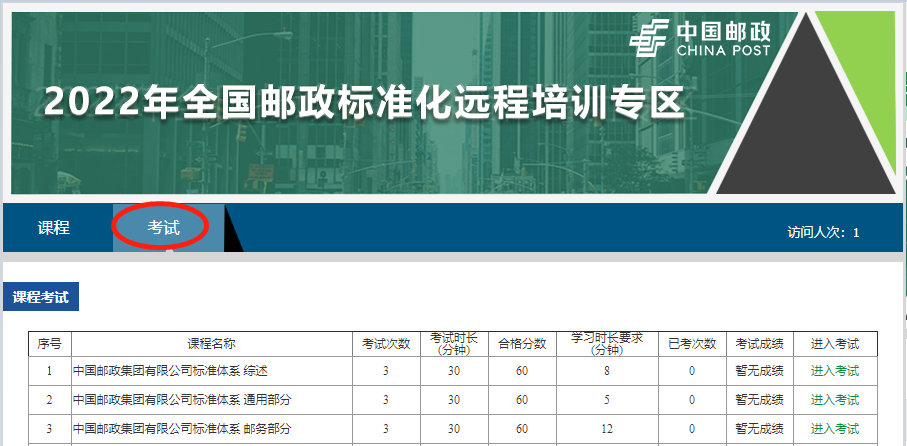 中国邮政
CHINA POST
2022年全国邮政标准化远程培训专区
课程 考试 访问人次：1
课程考试
序号 课程名称 考试次数 考试时长(分钟) 合格分数 学习时长要求(分钟) 已考次数 考试成绩 进入考试
1 中国邮政集团有限公司标准体系 综述 3 30 60 8 0 暂无成绩 进入考试
2 中国邮政集团有限公司标准体系 通用部分 3 30 60 5 0 暂无成绩 进入考试
3 中国邮政集团有限公司标准体系 邮务部分 3 30 60 12 0 暂无成绩 进入考试